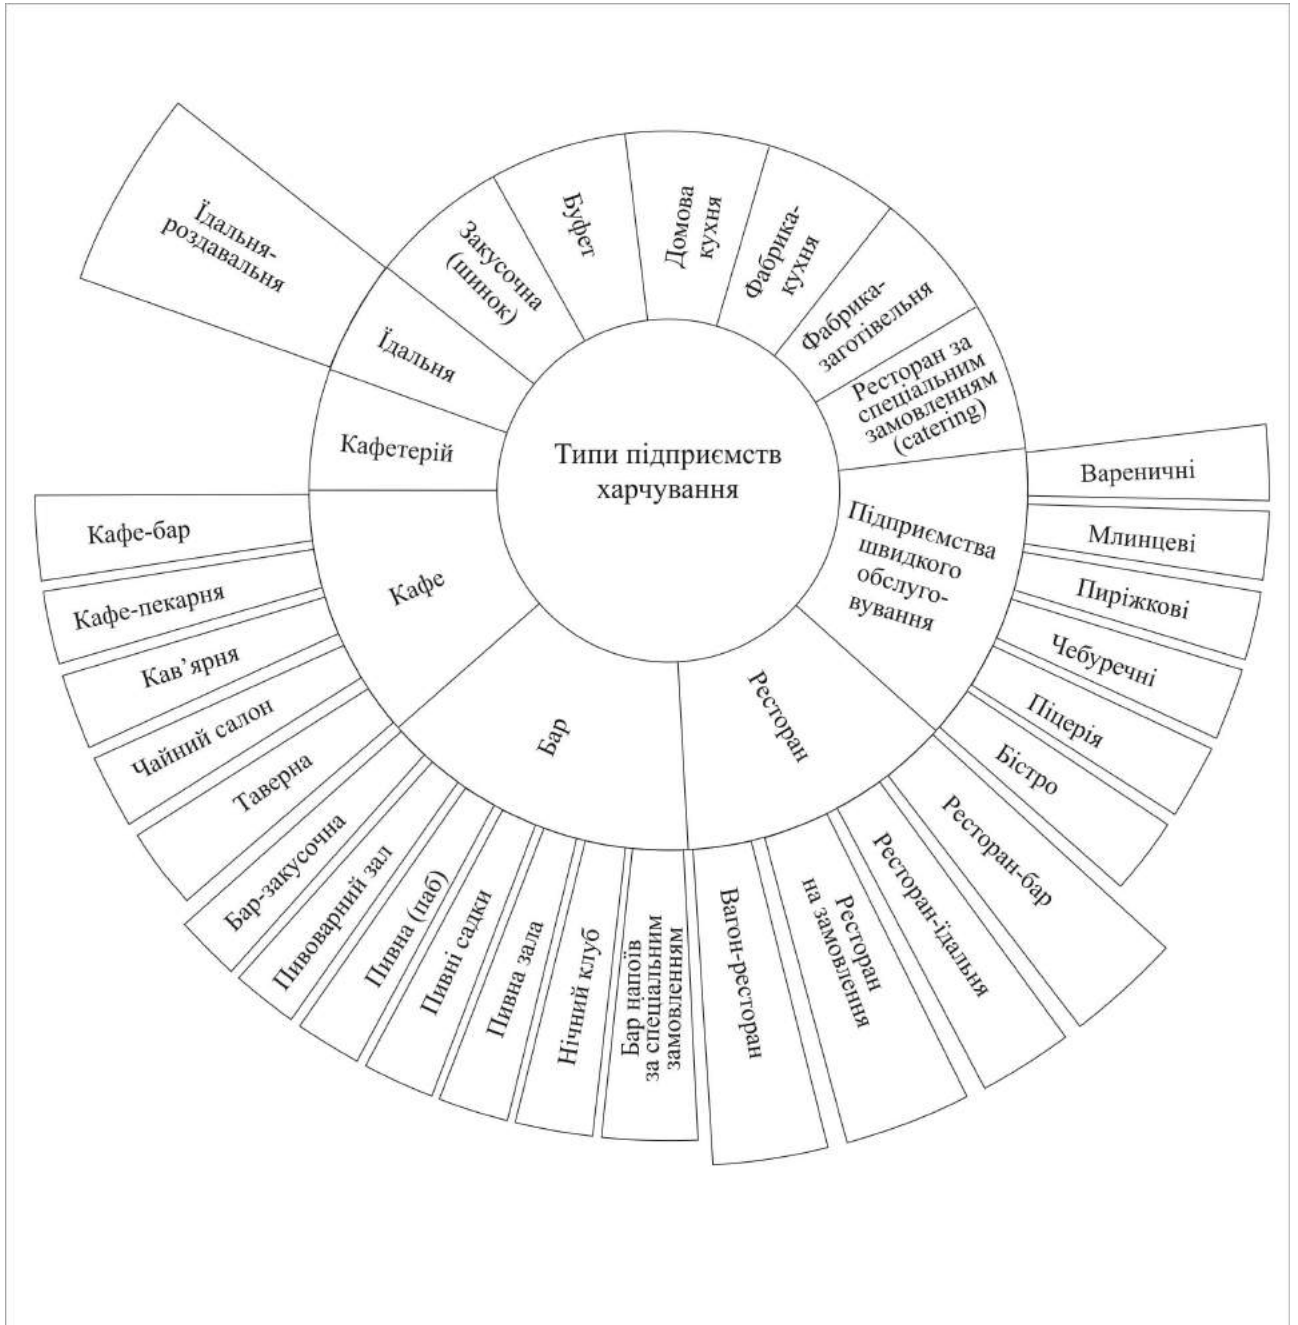 Типи підприємств
харчування
Їдальня-
роздавальня
Їдальня
Закусочна
(шинок)
Буфет
Домова
кухня
Фабрика-
кухня
Фабрика-
заготівельня
Ресторан за
спеціальним
замовленням
(catering)
Підприємства
швидкого
обслуго-
вування
Вареничні
Млинцеві
Пиріжкові
Чебуречні
Піцерія
Бістро
Ресторан
Ресторан-бар
Ресторан-їдальня
Ресторан
на замовлення
Вагон-ресторан
Бар
Бар напоїв
за спеціальним
замовленням
Нічний клуб
Пивна зала
Пивні садки
Пивна (паб)
Пивоварний зал
Бар-закусочна
Кафе
Таверна
Чайний салон
Кав’ярня
Кафе-пекарня
Кафе-бар
Кафетерій